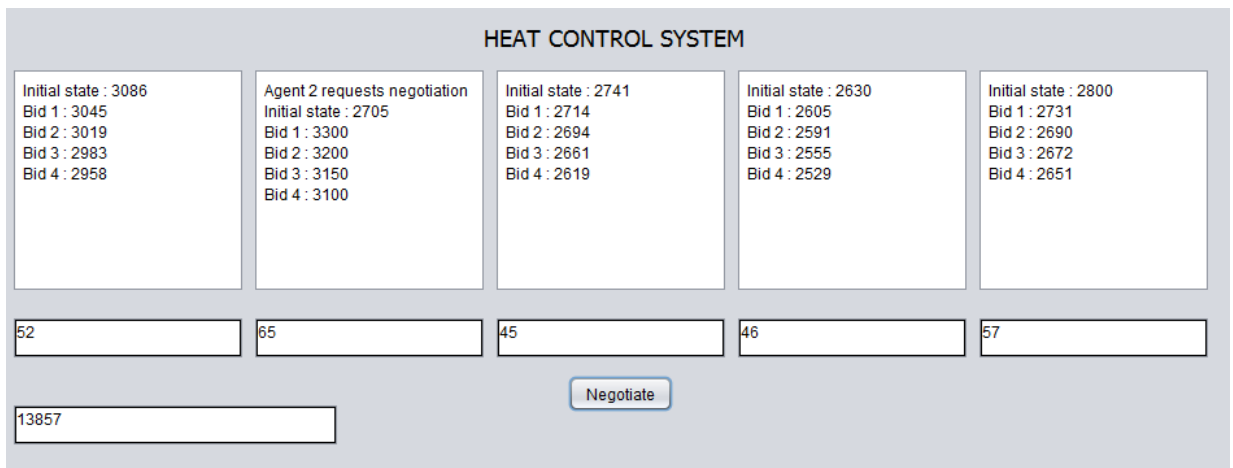 HEAT CONTROL SYSTEM
Initial state : 3086
Bid 1 : 3045
Bid 2 : 3019
Bid 3 : 2983
Bid 4 : 2958
Agent 2 requests negotiation
Initial state : 2705
Bid 1 : 3300
Bid 2 : 3200
Bid 3 : 3150
Bid 4 : 3100
Initial state : 2741
Bid 1 : 2714
Bid 2 : 2694
Bid 3 : 2661
Bid 4 : 2619
Initial state : 2630
Bid 1 : 2605
Bid 2 : 2591
Bid 3 : 2555
Bid 4 : 2529
Initial state : 2800
Bid 1 : 2731
Bid 2 : 2690
Bid 3 : 2672
Bid 4 : 2651
52
65
45
46
57
Negotiate
13857